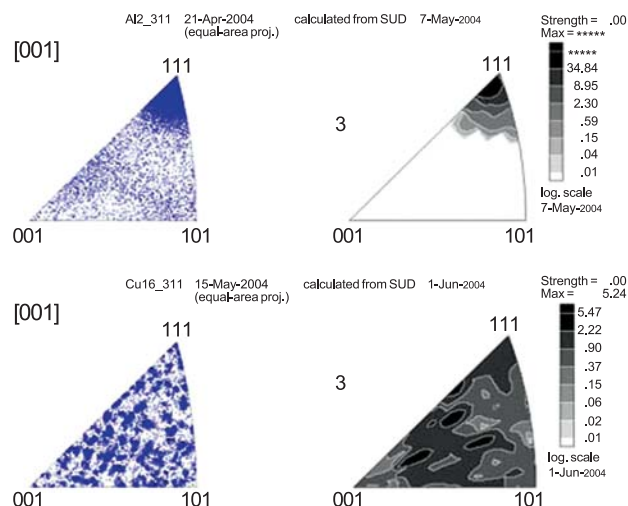 Al2_311 21-Apr-2004 calculated from SUD 7-May-2004 Strength = .00
(equal-area proj.) Max = *****
[001]
111 111
3
*****
34,84
8.95
2.30
.59
.15
.04
.01
log. scale
7-May-2004
001 101 001 101
Cu16_311 15-May-2004 calculated from SUD 1-Jun-2004 Strength = .00
(equal-area proj.) Max = 5.24
[001]
111 111
3
5.47
2.22
.90
.37
.15
.06
.02
.01
log. scale
1-Jun-2004
001 101 001 101